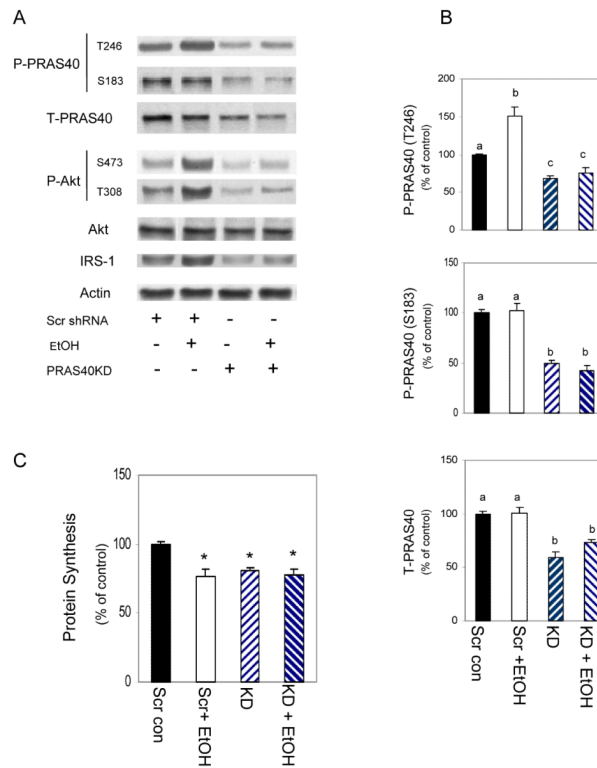 A
P-PRAS40
T246
S183
T-PRAS40
P-Akt
S473
T308
Akt
IRS-1
Actin
Scr shRNA + + - -
EtOH - + - +
PRAS40KD - - + +
B
P-PRAS40 (T246)
(% of control)
200
150
100
50
0
a
b
c
c
P-PRAS40 (S183)
(% of control)
150
100
50
0
a
a
b
b
T-PRAS40
(% of control)
150
100
50
0
a
a
b
b
Scr con
Scr +EtOH
KD
KD + EtOH
C
Protein Synthesis
(% of control)
150
100
50
0
*
*
*
Scr con
Scr+ EtOH
KD
KD + EtOH